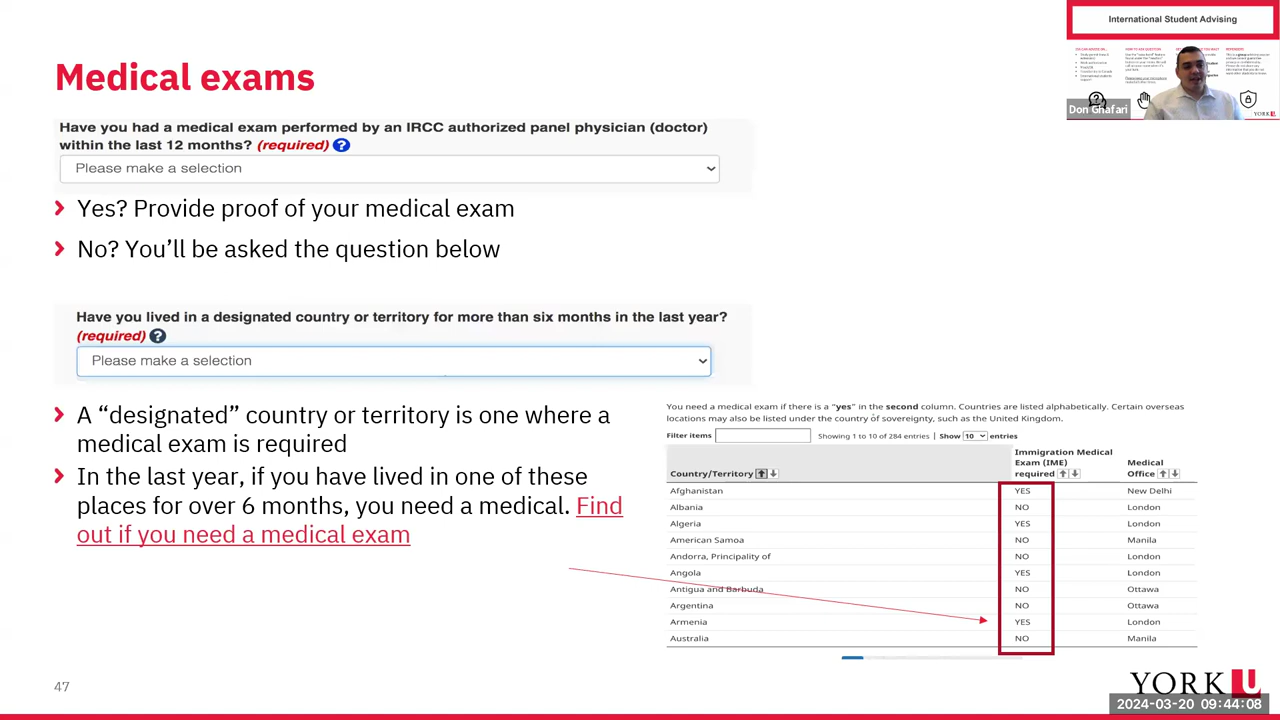 International Student Advising
Don Ghafari
YORK U
Medical exams
Have you had a medical exam performed by an IRCC authorized panel physician (doctor)
within the last 12 months? (required) ?
Please make a selection
Yes? Provide proof of your medical exam
No? You’ll be asked the question below
Have you lived in a designated country or territory for more than six months in the last year?
(required) ?
Please make a selection
A “designated” country or territory is one where a
medical exam is required
In the last year, if you have lived in one of these
places for over 6 months, you need a medical. Find
out if you need a medical exam
You need a medical exam if there is a “yes” in the second column. Countries are listed alphabetically. Certain overseas
locations may also be listed under the country of sovereignty, such as the United Kingdom.
Filter items Showing 1 to 10 of 284 entries | Show 10 entries
Country/Territory Immigration Medical Exam (IME) required Medical Office
Afghanistan YES New Delhi
Albania NO London
Algeria YES London
American Samoa NO Manila
Andorra, Principality of NO London
Angola YES London
Antigua and Barbuda NO Ottawa
Argentina NO Ottawa
Armenia YES London
Australia NO Manila
47
YORK U
2024-03-20 09:44:08